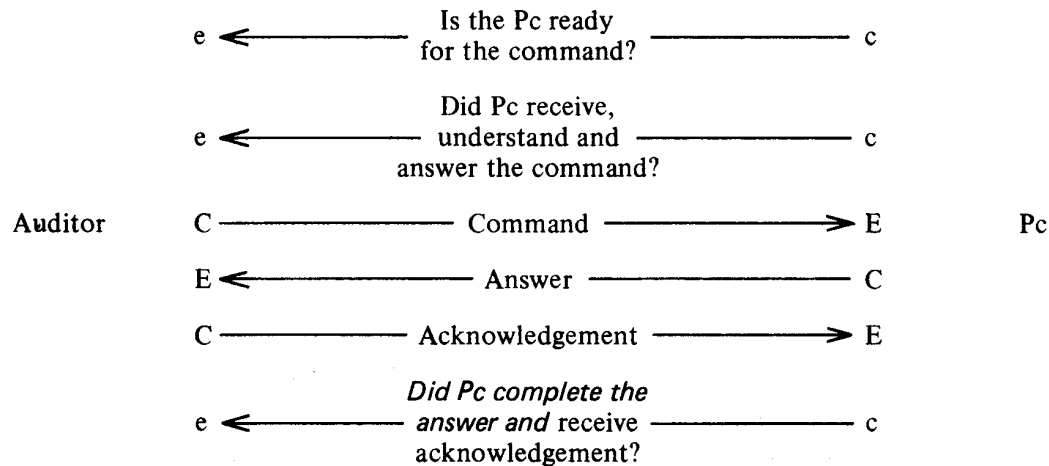 Is the Pc ready
e c
for the command?
Did Pc receive,
e understand and c
answer the command?
Auditor C Command E Pc
E Answer C
C Acknowledgement E
Did Pc complete the
e answer and receive c
acknowledgement?